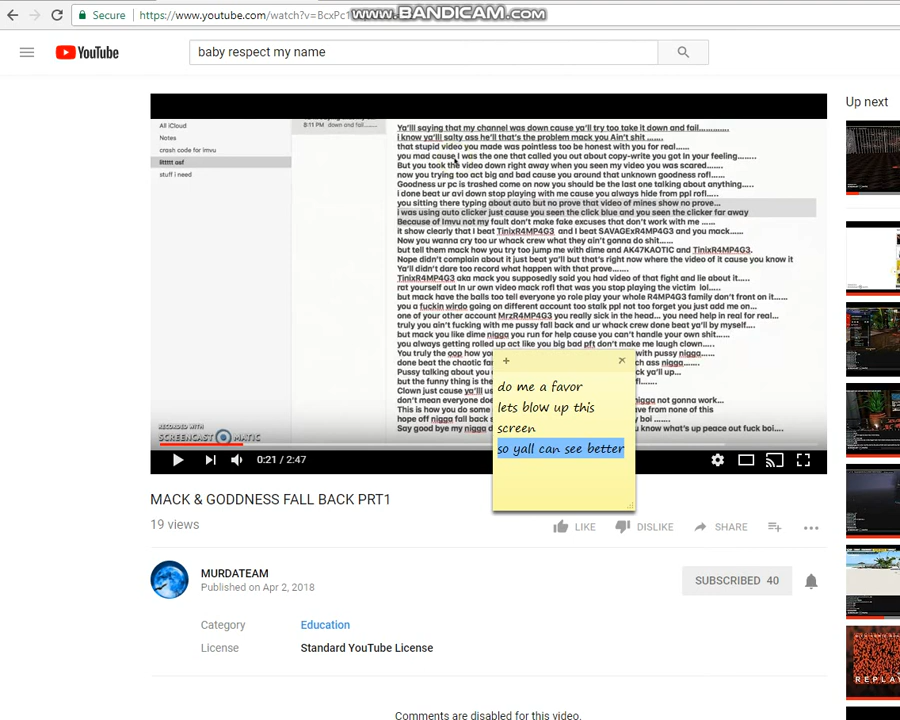 Secure
https://www.youtube.com/watch?v=BcxPc1
www.BANDICAM.com
YouTube
baby respect my name
Up next
All iCloud
Notes
crash code for imvu
litttt asf
stuff i need
8:11 PM down and fail.....
Ya'll saying that my channel was down cause ya'll try too take it down and fail.............
i know ya'lll salty ass he'll that's the problem mack you Ain't shit ......
that stupid video you made was pointless too be honest with you for real......
you mad cause I was the one that called you out about copy-write you got in your feeling........
But you took the video down right away when you seen my video you was scared......
now you trying too act big and bad cause you around that unknown goodness rofl....
Goodness ur pc is trashed come on now you should be the last one talking about anything.....
i done beat ur avi down stop playing with me cause you always hide from ppl rofl.....
you sitting there typing about auto but no prove that video of mines show no prove...
i was using auto clicker just cause you seen the click blue and you seen the clicker far away
Because of Imvu not my fault don't make fake excuses that don't work with me ......
it show clearly that I beat TinixR4MP4G3 and i beat SAVAGExR4MP4G3 and you mack.....
Now you wanna cry too ur whack crew what they ain't gonna do shit.....
but tell them mack how you try too jump me with dime and AK47KAOTIC and TinixR4MP4G3.
Nope didn't complain about it just beat ya'll but that's right now where the video of it cause you know it
Ya'll didn't dare too record what happen with that prove.......
TinixR4MP4G3 das mack you supposedly said you had video of that fight and lie about it.....
rat yourself out In ur own video mack rofl that was you stop playing the victim lol.....
but mack have the balls too tell everyone yo role play your whole R4MP4G3 family don't front on it......
you a fuckin wirdo going on different account too stalk ppl not too forget you just add me on...
one of your other account MrzR4MP4G3 you really sick in the head... you need help in real for real...
truly you ain't fucking with me pussy fall back and ur whack crew done beat ya'll by myself....
but mack you like dime nigga you run for help cause you can't handle your own shit...
you always getting rolled up act like you big bad pft don't make me laugh clown.....
You truly the oop how yo
with pussy nigga.....
done beat the chootic fam
ch ass nigga.......
Pussy talking about you
ck ya'll up...
but the funny thing is the
fl......
Clown just cause ya'lll us
don't mean everyone doe
nigga not gonna work...
This is how you do some
ave from none of this
hope off nigga fall back s
Say good bye my nigga d
u know what's up peace out fuck boi....
do me a favor
lets blow up this
screen
so yall can see better
RECORDED WITH
SCREENCAST MATIC
0:21 / 2:47
MACK & GODDNESS FALL BACK PRT1
19 views
LIKE
DISLIKE
SHARE
MURDATEAM
Published on Apr 2, 2018
SUBSCRIBED 40
Category
Education
License
Standard YouTube License
Comments are disabled for this video.
REPLAY